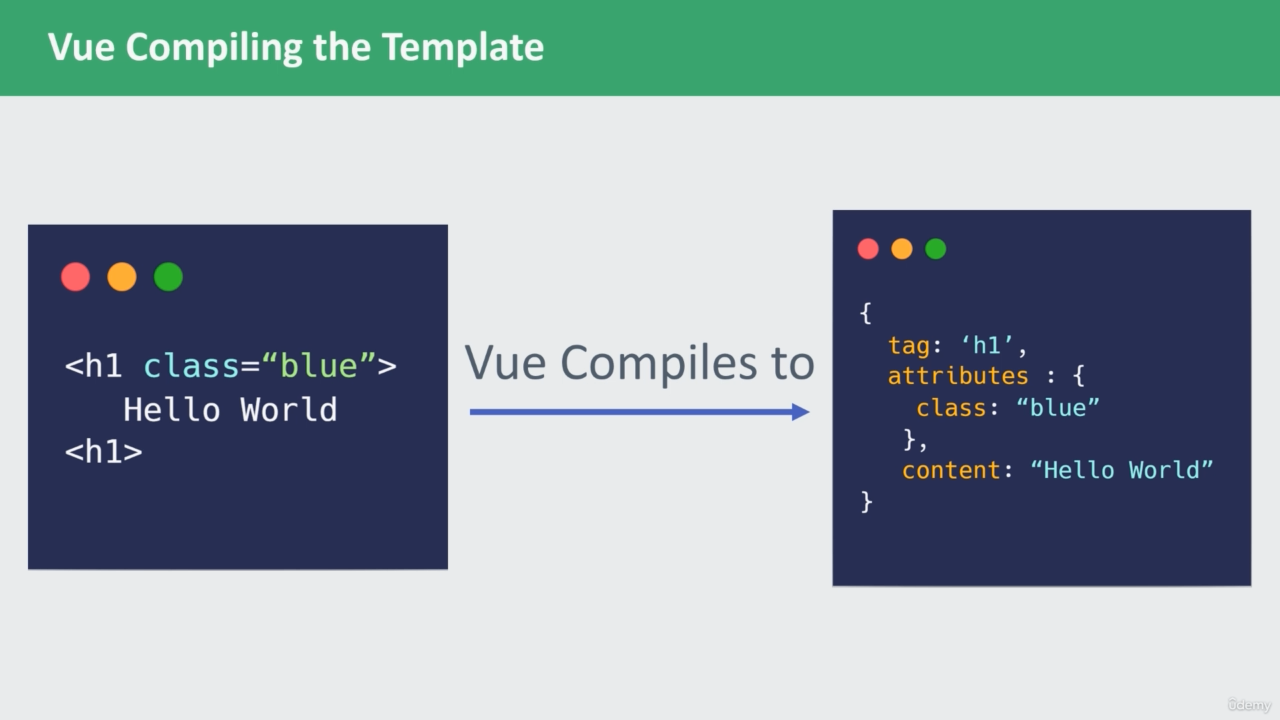 Vue Compiling the Template
<h1 class=“blue”>
Hello World
<h1>
Vue Compiles to
{
tag: ‘h1’,
attributes : {
class: “blue”
},
content: “Hello World”
}
ûdemy